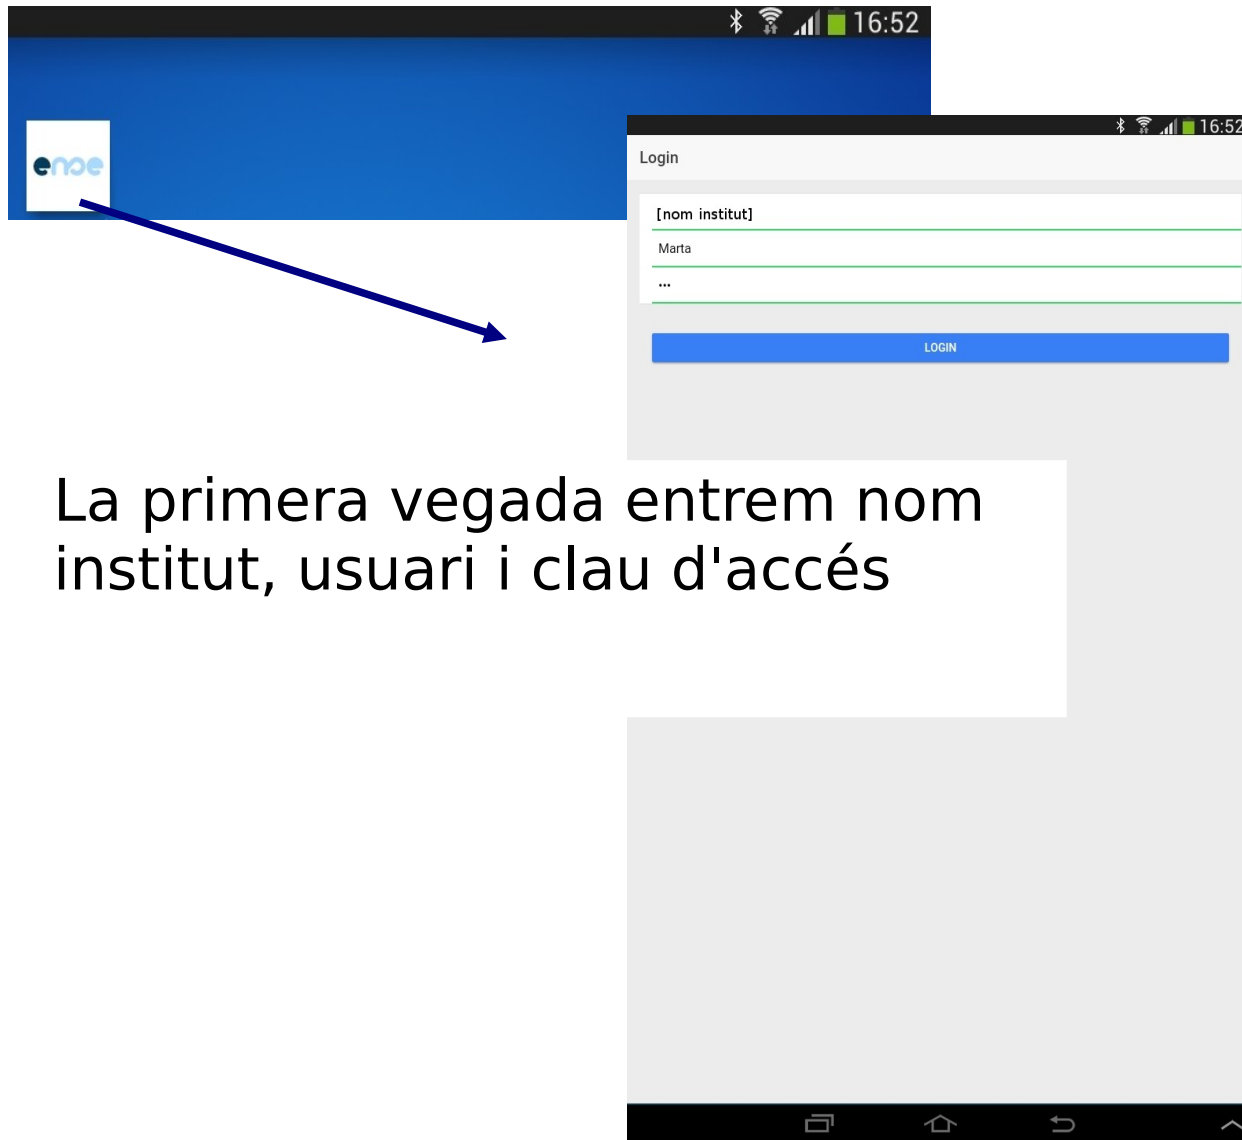 16:52
enoe
16:52
Login
[nom institut]
Marta
•••
LOGIN
La primera vegada entrem nom
institut, usuari i clau d'accés